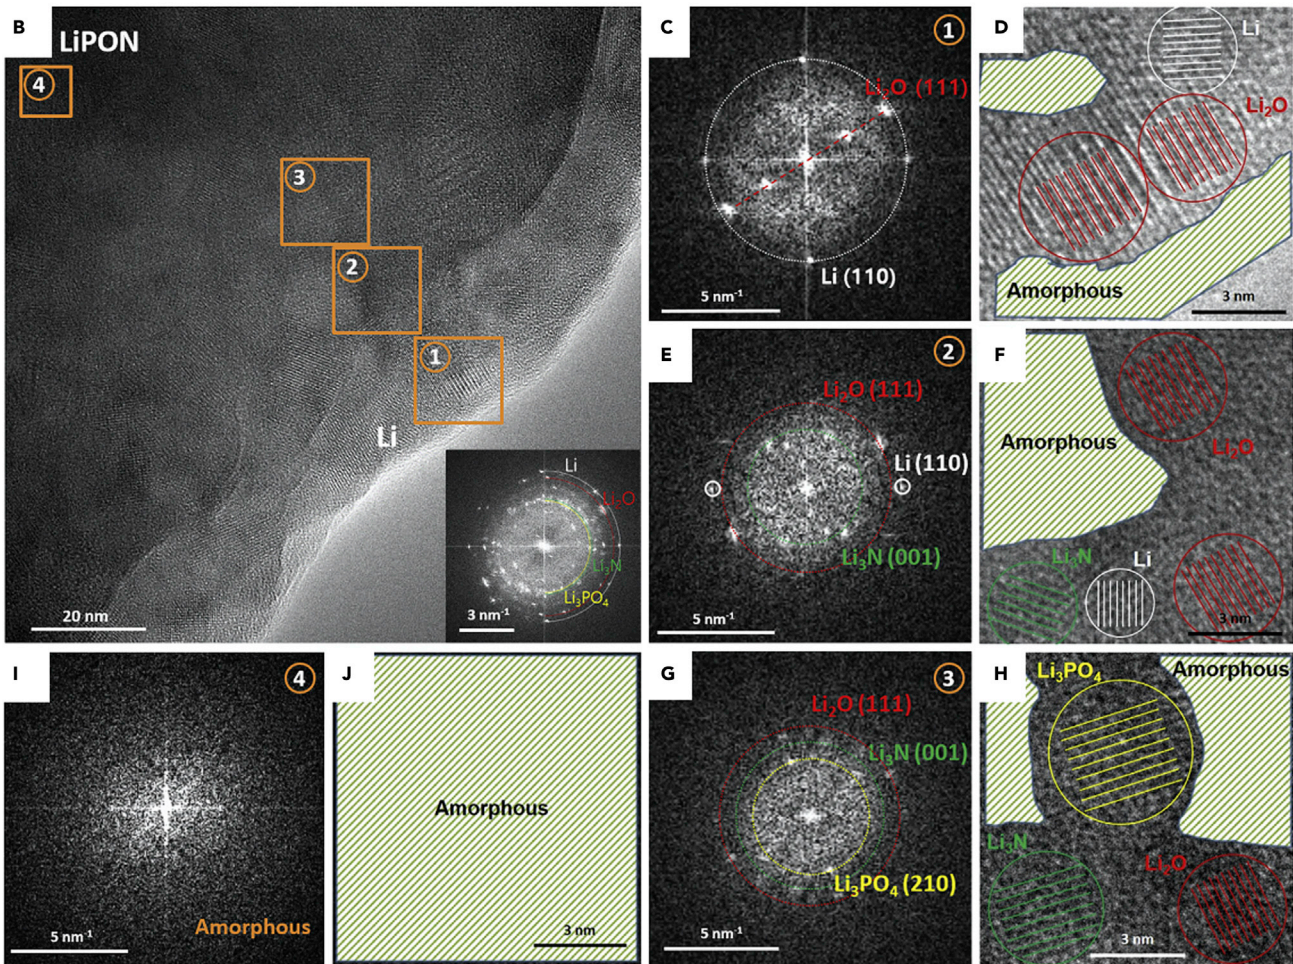 B
LiPON
4
3
2
1
Li
20 nm
Li
Li₂O
Li₃N
Li₃PO₄
3 nm⁻¹
C
1
Li₂O (111)
Li (110)
5 nm⁻¹
D
Li
Li₂O
Amorphous
3 nm
E
2
Li₂O (111)
Li (110)
Li₃N (001)
5 nm⁻¹
F
Amorphous
Li₂O
Li₃N
Li
3 nm
I
4
Amorphous
5 nm⁻¹
J
Amorphous
3 nm
G
3
Li₂O (111)
Li₃N (001)
Li₃PO₄ (210)
5 nm⁻¹
H
Li₃PO₄
Amorphous
Li₃N
Li₂O
3 nm